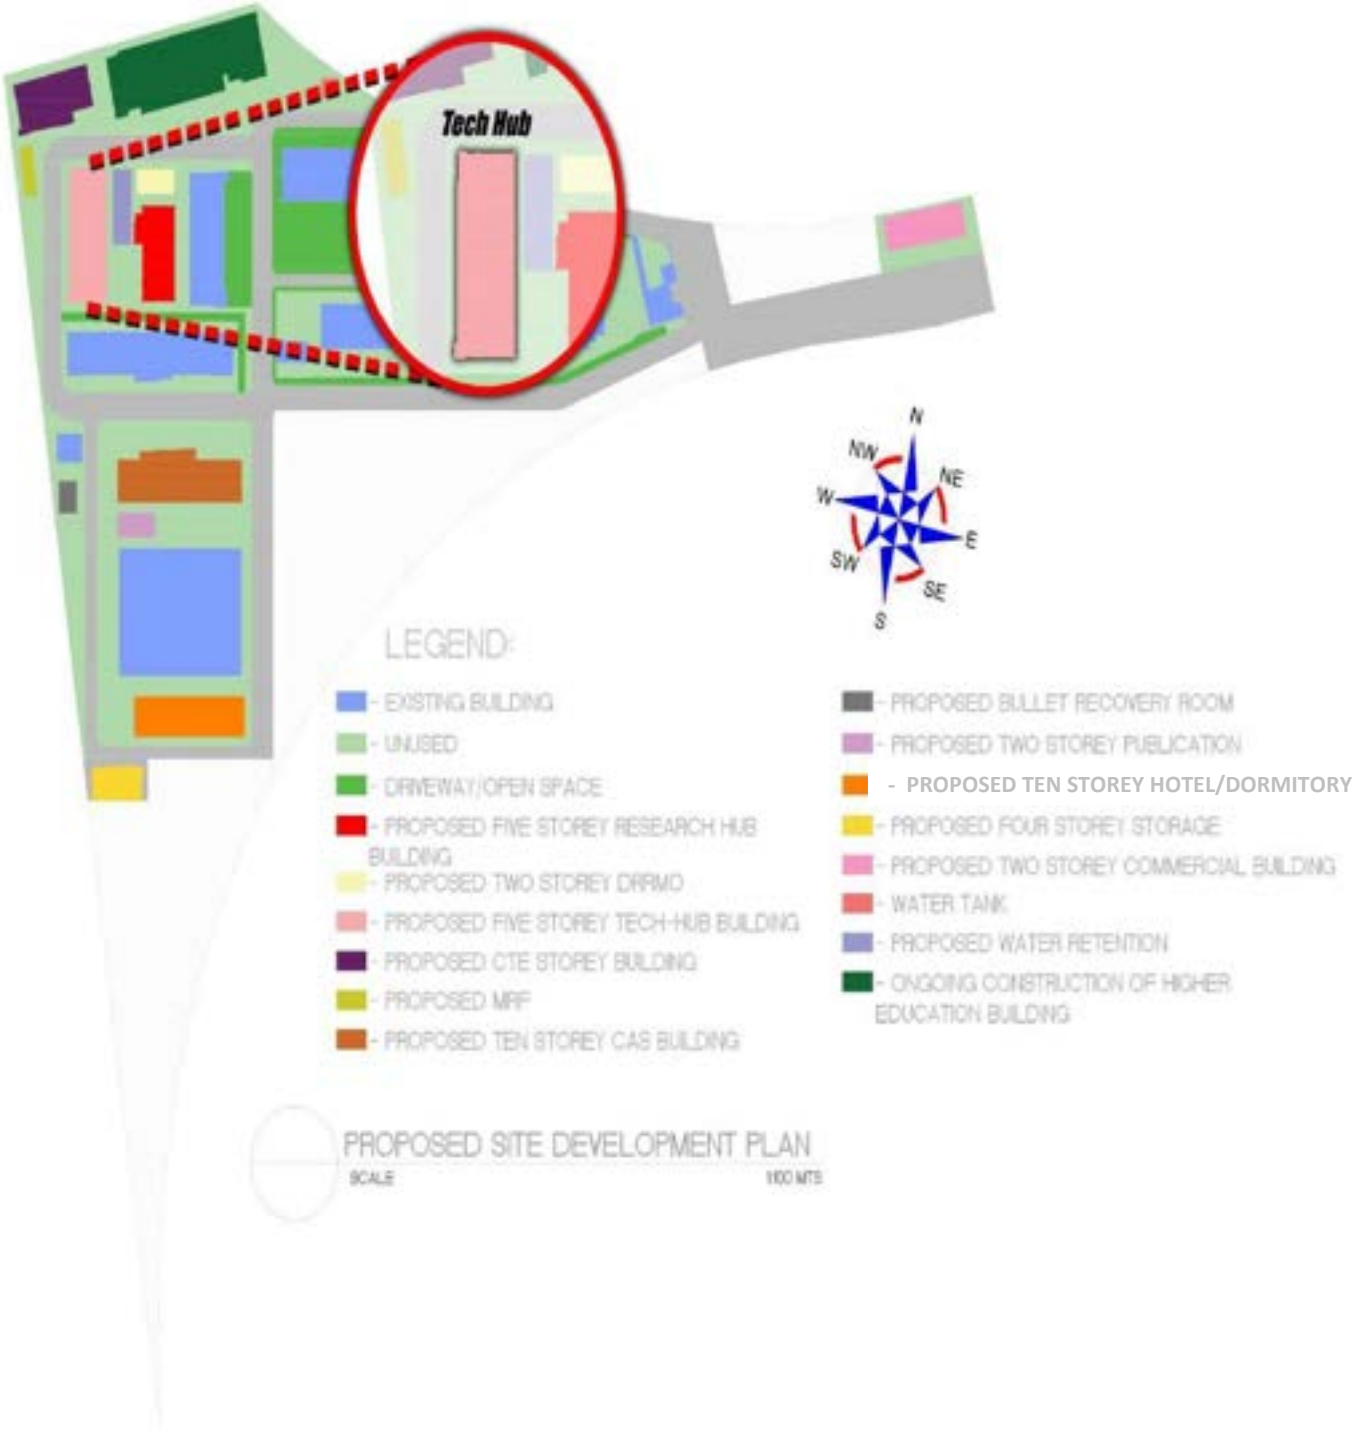 Tech Hub
N
NW
NE
W
E
SW
SE
S
LEGEND:
- EXISTING BUILDING
- UNUSED
- DRIVEWAY/OPEN SPACE
- PROPOSED FIVE STOREY RESEARCH HUB
BUILDING
- PROPOSED TWO STOREY DRRMO
- PROPOSED FIVE STOREY TECH-HUB BUILDING
- PROPOSED CTE STOREY BUILDING
- PROPOSED MRF
- PROPOSED TEN STOREY CAS BUILDING
- PROPOSED BULLET RECOVERY ROOM
- PROPOSED TWO STOREY PUBLICATION
- PROPOSED TEN STOREY HOTEL/DORMITORY
- PROPOSED FOUR STOREY STORAGE
- PROPOSED TWO STOREY COMMERCIAL BUILDING
- WATER TANK
- PROPOSED WATER RETENTION
- ONGOING CONSTRUCTION OF HIGHER
EDUCATION BUILDING
PROPOSED SITE DEVELOPMENT PLAN
SCALE 1:100 MTS